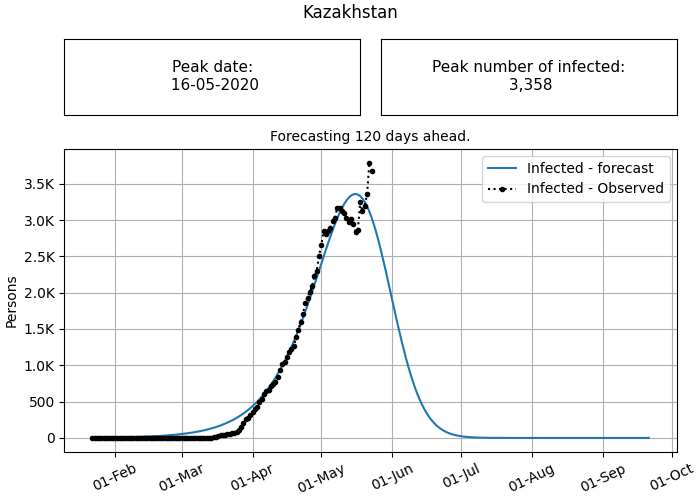 Kazakhstan
Peak date:
16-05-2020
Peak number of infected:
3,358
Forecasting 120 days ahead.
Infected - forecast
Infected - Observed
3.5K
3.0K
2.5K
2.0K
1.5K
1.0K
500
0
Persons
01-Feb
01-Mar
01-Apr
01-May
01-Jun
01-Jul
01-Aug
01-Sep
01-Oct